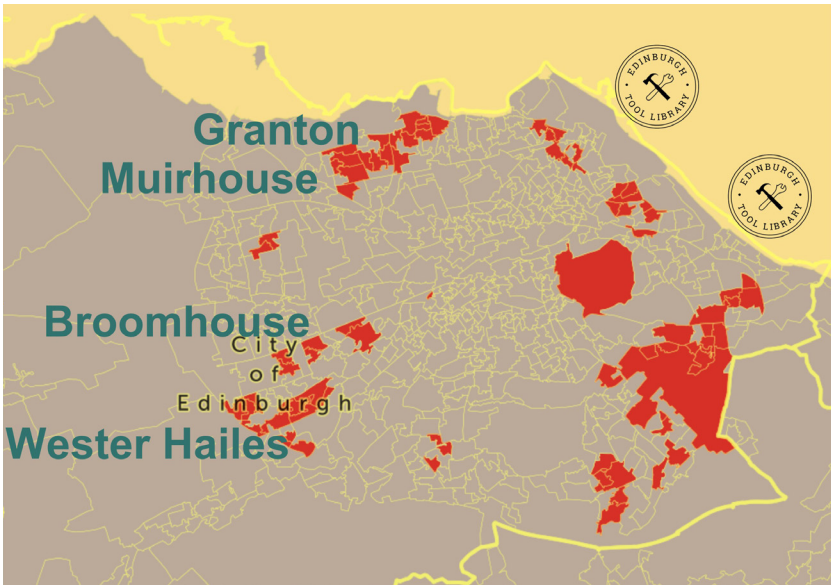 EDINBURGH
TOOL LIBRARY
Granton
Muirhouse
EDINBURGH
TOOL LIBRARY
Broomhouse
City
of
Edinburgh
Wester Hailes